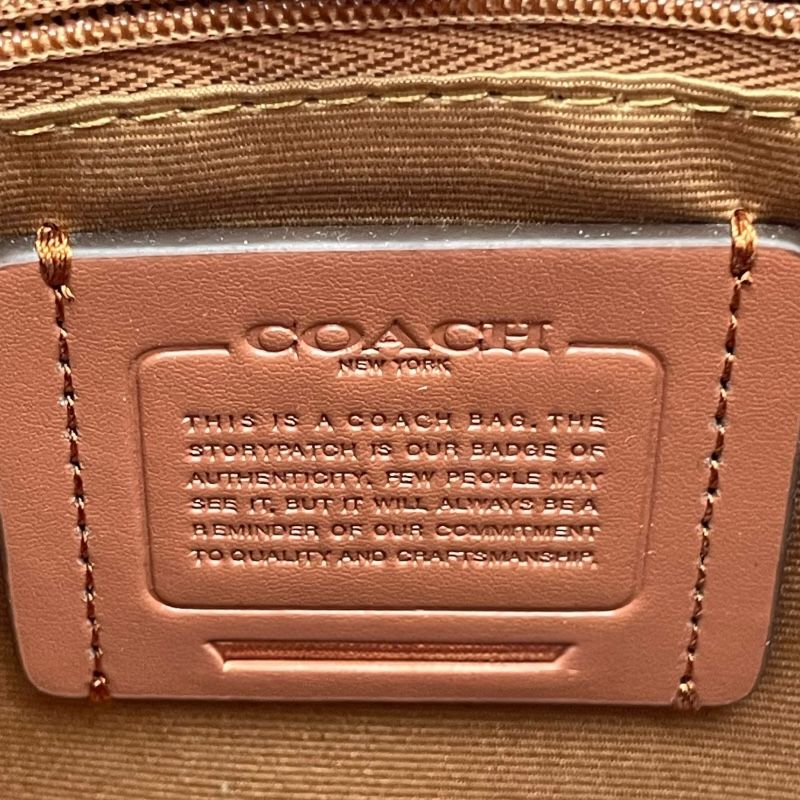 COACH
NEW YORK
THIS IS A COACH BAG. THE
STORYPATCH IS OUR BADGE OF
AUTHENTICITY. FEW PEOPLE MAY
SEE IT, BUT IT WILL ALWAYS BE A
REMINDER OF OUR COMMITMENT
TO QUALITY AND CRAFTSMANSHIP.